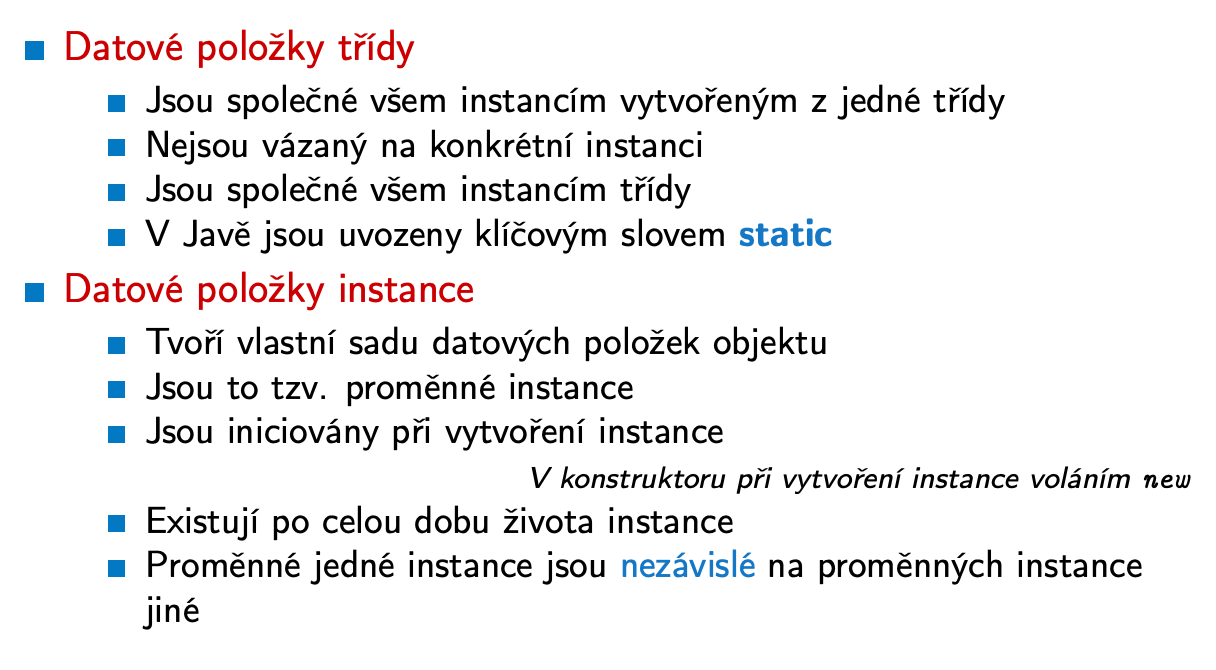 Datové položky třídy
Jsou společné všem instancím vytvořeným z jedné třídy
Nejsou vázaný na konkrétní instanci
Jsou společné všem instancím třídy
V Javě jsou uvozeny klíčovým slovem static
Datové položky instance
Tvoří vlastní sadu datových položek objektu
Jsou to tzv. proměnné instance
Jsou iniciovány při vytvoření instance
V konstruktoru při vytvoření instance voláním new
Existují po celou dobu života instance
Proměnné jedné instance jsou nezávislé na proměnných instance
jiné